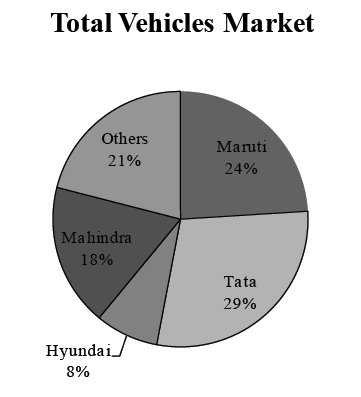 Total Vehicles Market
Others
21%
Maruti
24%
Mahindra
18%
Tata
29%
Hyundai
8%